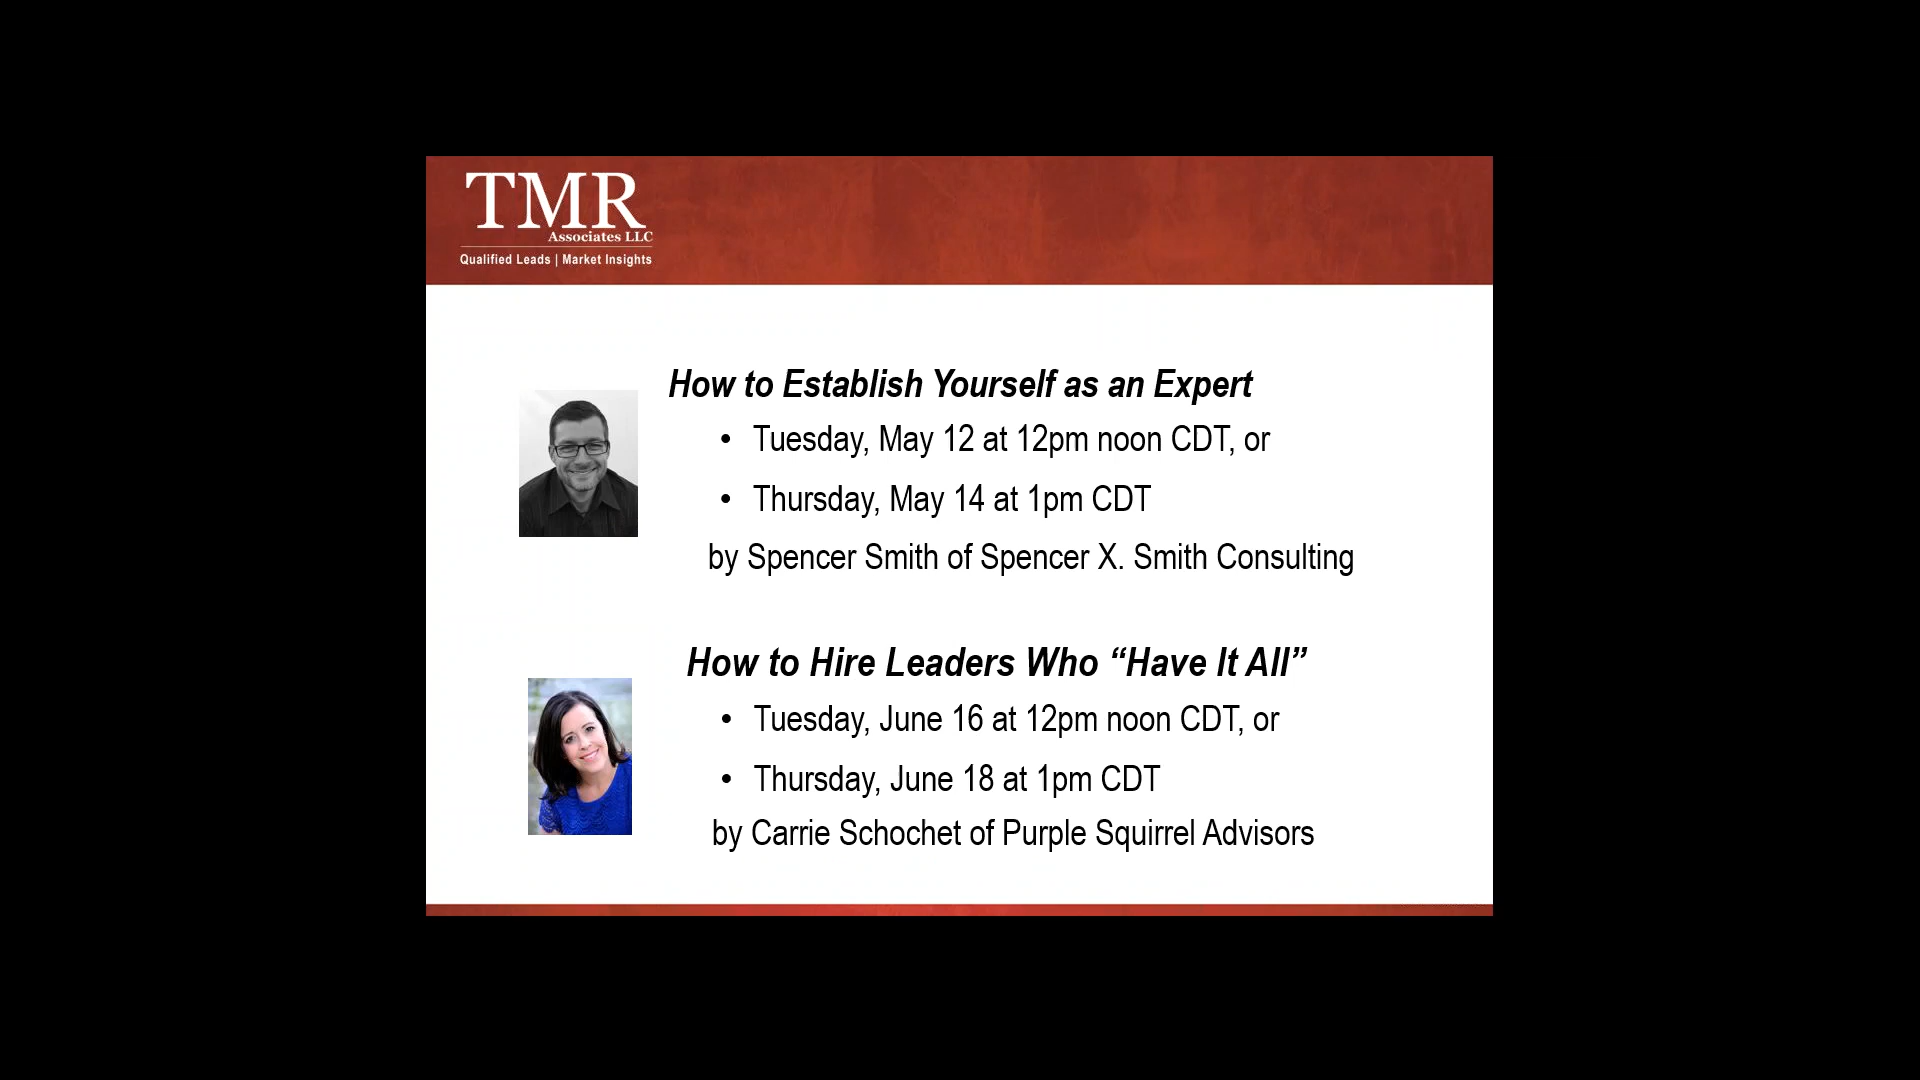 TMR
Associates LLC
Qualified Leads | Market Insights
How to Establish Yourself as an Expert
• Tuesday, May 12 at 12pm noon CDT, or
• Thursday, May 14 at 1pm CDT
by Spencer Smith of Spencer X. Smith Consulting
How to Hire Leaders Who “Have It All”
• Tuesday, June 16 at 12pm noon CDT, or
• Thursday, June 18 at 1pm CDT
by Carrie Schochet of Purple Squirrel Advisors